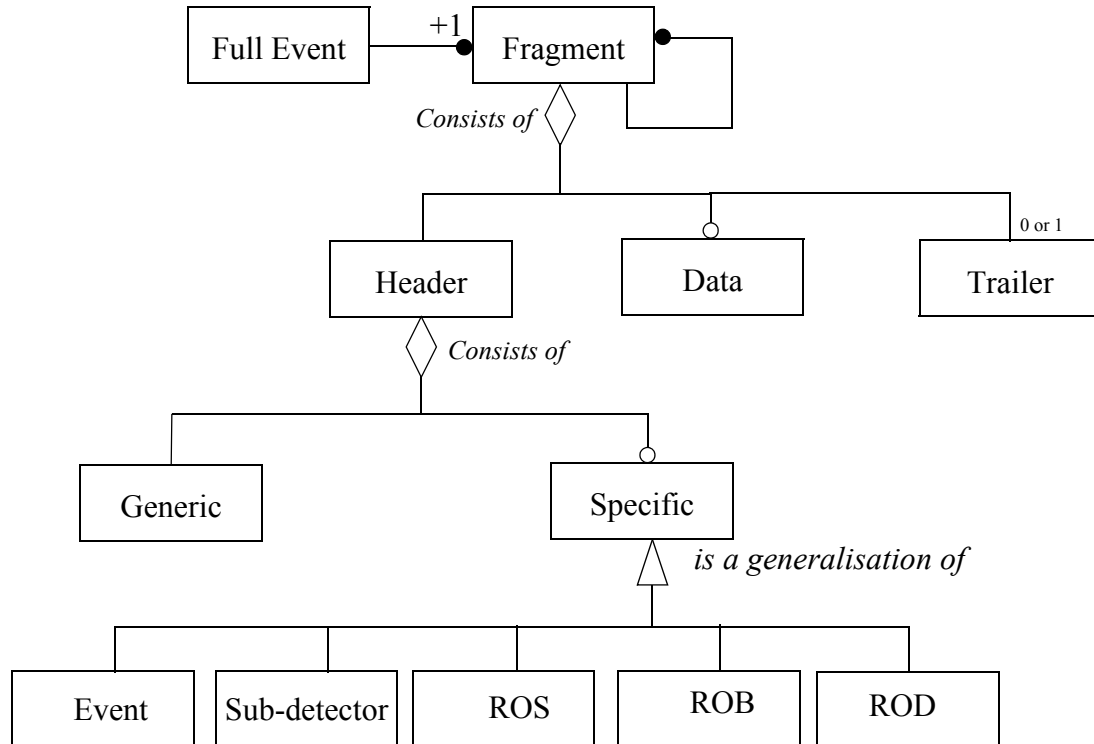 +1
Full Event
Fragment
Consists of
0 or 1
Header
Data
Trailer
Consists of
Generic
Specific
is a generalisation of
Event
Sub-detector
ROS
ROB
ROD